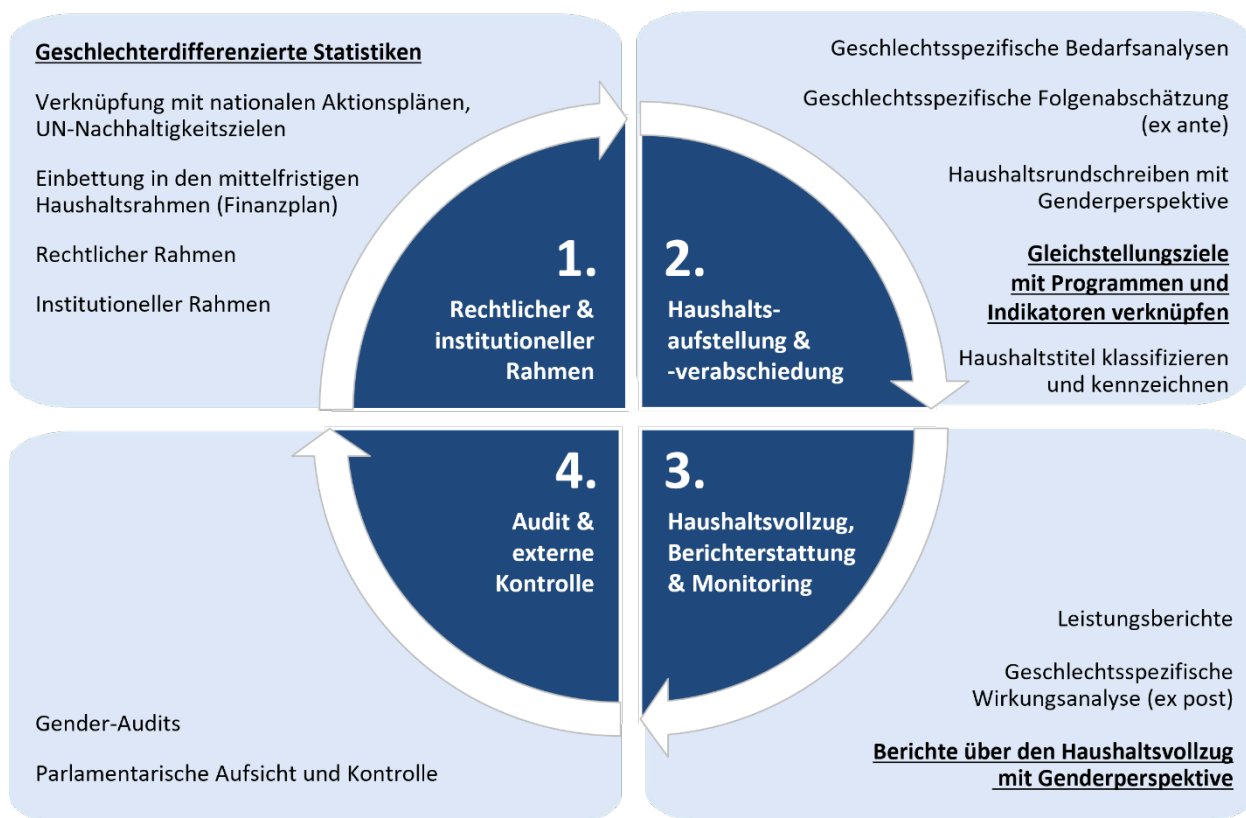 Geschlechterdifferenzierte Statistiken
Verknüpfung mit nationalen Aktionsplänen,
UN-Nachhaltigkeitszielen
Einbettung in den mittelfristigen
Haushaltsrahmen (Finanzplan)
Rechtlicher Rahmen
Institutioneller Rahmen
1.
Rechtlicher &
institutioneller
Rahmen
Geschlechtsspezifische Bedarfsanalysen
Geschlechtsspezifische Folgenabschätzung
(ex ante)
Haushaltsrundschreiben mit
Genderperspektive
Gleichstellungsziele
mit Programmen und
Indikatoren verknüpfen
Haushaltstitel klassifizieren
und kennzeichnen
2.
Haushalts-
aufstellung &
-verabschiedung
3.
Haushaltsvollzug,
Berichterstattung
& Monitoring
Leistungsberichte
Geschlechtsspezifische
Wirkungsanalyse (ex post)
Berichte über den Haushaltsvollzug
mit Genderperspektive
4.
Audit &
externe
Kontrolle
Gender-Audits
Parlamentarische Aufsicht und Kontrolle